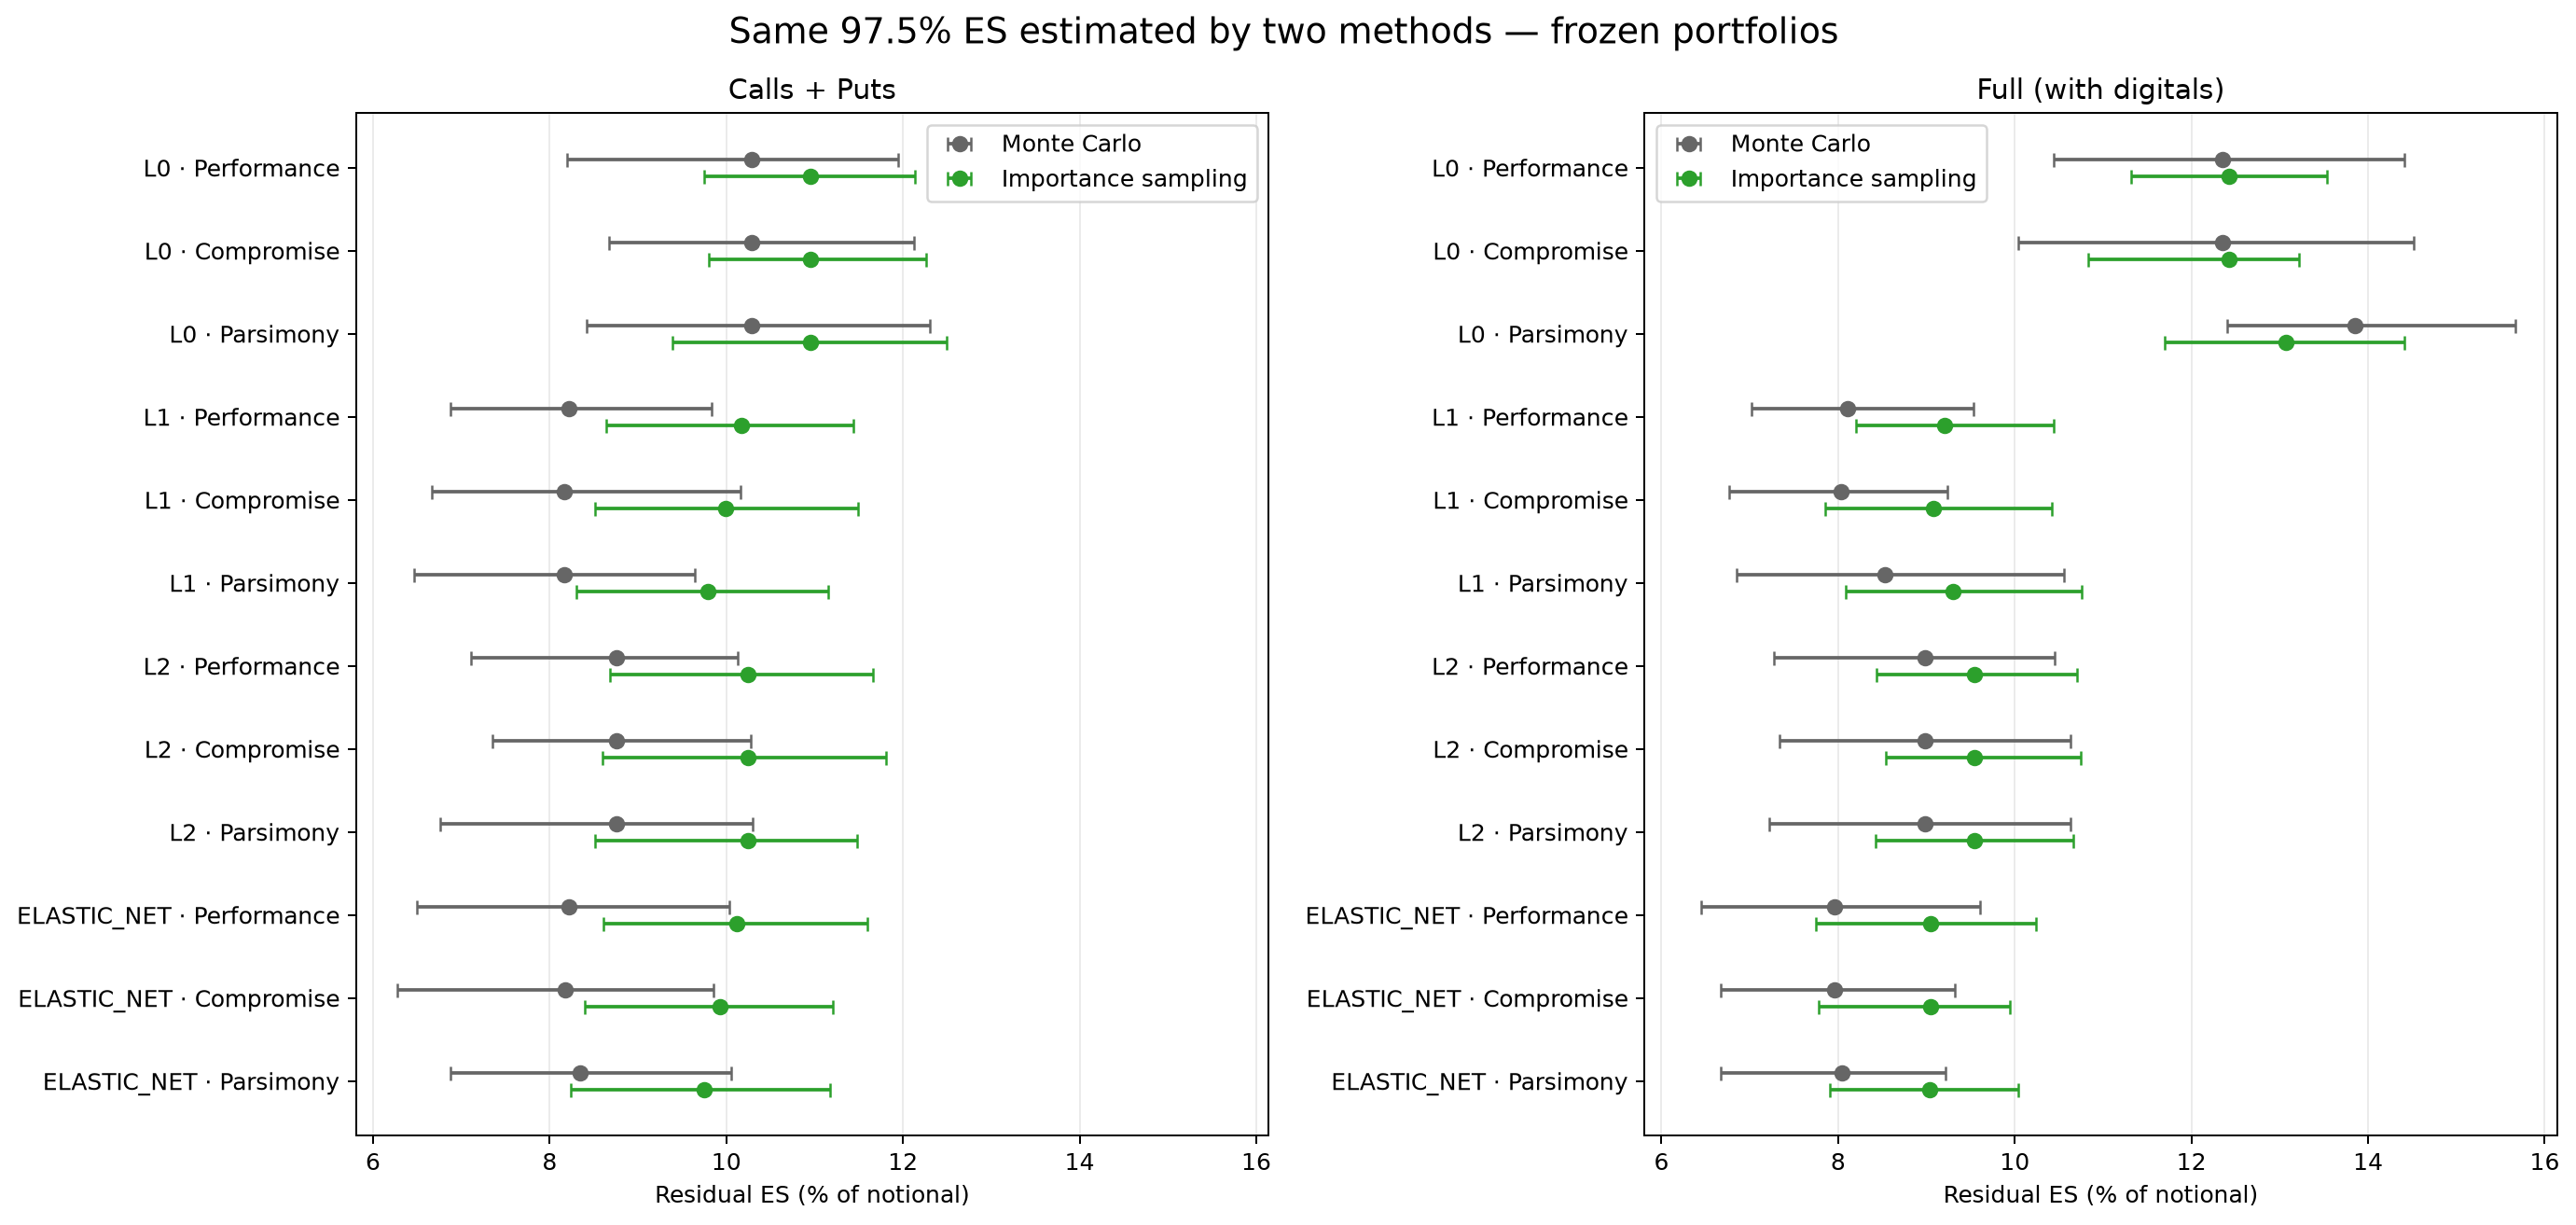 Same 97.5% ES estimated by two methods — frozen portfolios
Calls + Puts
Monte Carlo
Importance sampling
L0 · Performance
L0 · Compromise
L0 · Parsimony
L1 · Performance
L1 · Compromise
L1 · Parsimony
L2 · Performance
L2 · Compromise
L2 · Parsimony
ELASTIC_NET · Performance
ELASTIC_NET · Compromise
ELASTIC_NET · Parsimony
6 8 10 12 14 16
Residual ES (% of notional)
Full (with digitals)
Monte Carlo
Importance sampling
L0 · Performance
L0 · Compromise
L0 · Parsimony
L1 · Performance
L1 · Compromise
L1 · Parsimony
L2 · Performance
L2 · Compromise
L2 · Parsimony
ELASTIC_NET · Performance
ELASTIC_NET · Compromise
ELASTIC_NET · Parsimony
6 8 10 12 14 16
Residual ES (% of notional)